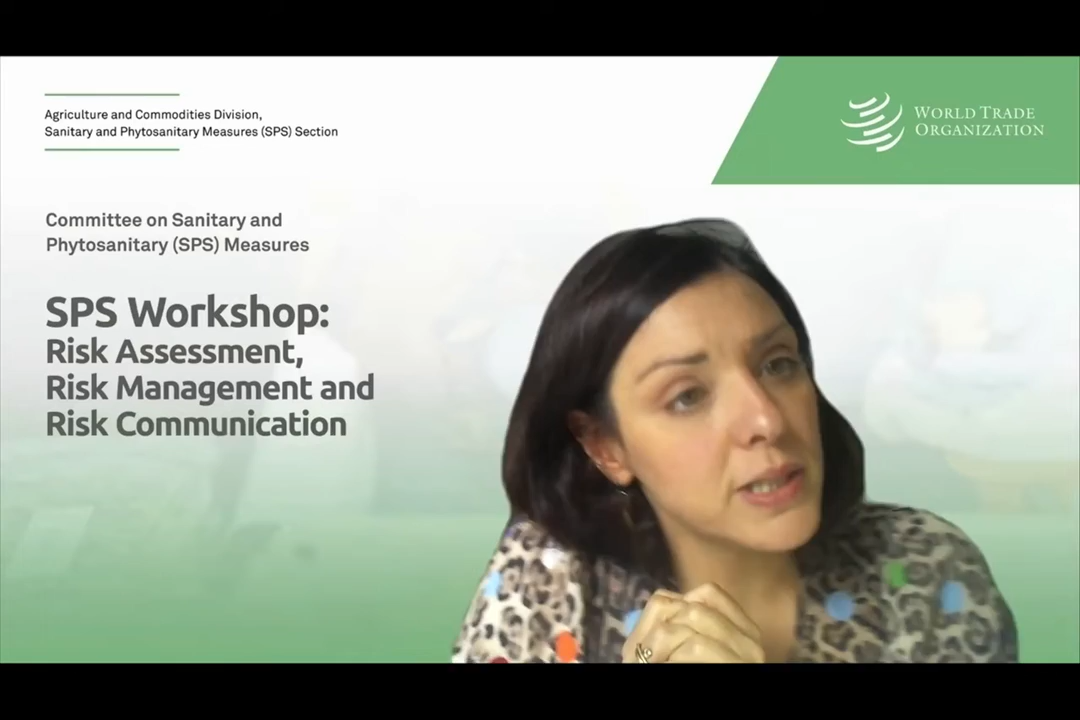 Agriculture and Commodities Division,
Sanitary and Phytosanitary Measures (SPS) Section
WORLD TRADE
ORGANIZATION
Committee on Sanitary and
Phytosanitary (SPS) Measures
SPS Workshop:
Risk Assessment,
Risk Management and
Risk Communication